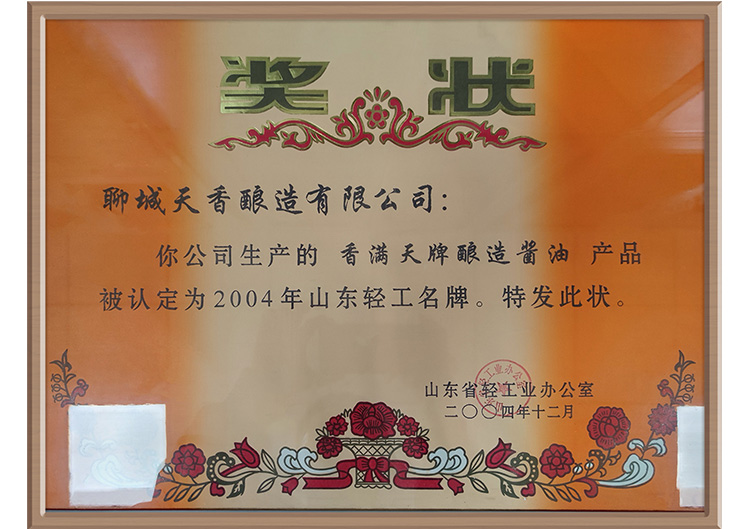 奖状
聊城天香酿造有限公司：
你公司生产的 香满天牌酿造酱油 产品
被认定为2004年山东轻工名牌。特发此状。
山东省轻工业办公室
二〇〇四年十二月